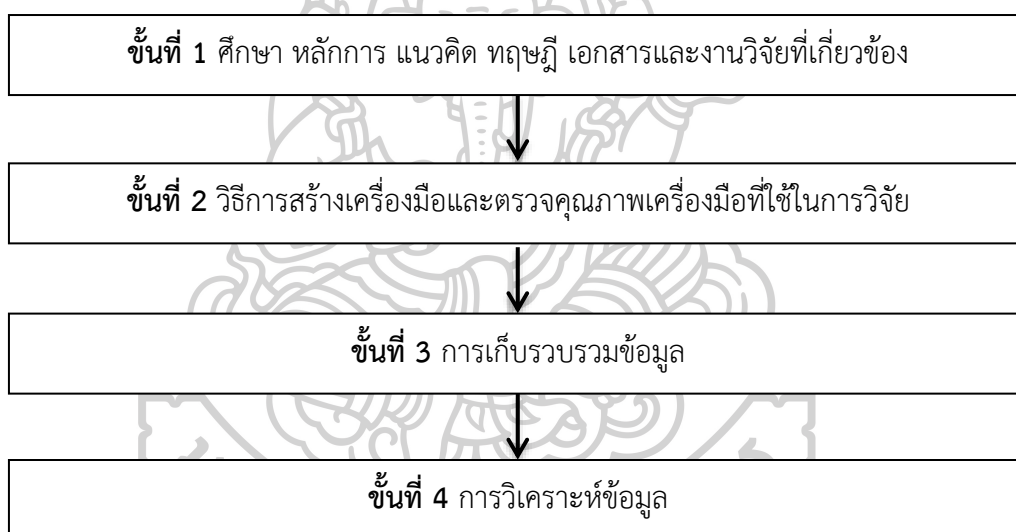 ขั้นที่ 1 ศึกษา หลักการ แนวคิด ทฤษฎี เอกสารและงานวิจัยที่เกี่ยวข้อง
ขั้นที่ 2 วิธีการสร้างเครื่องมือและตรวจคุณภาพเครื่องมือที่ใช้ในการวิจัย
ขั้นที่ 3 การเก็บรวบรวมข้อมูล
ขั้นที่ 4 การวิเคราะห์ข้อมูล